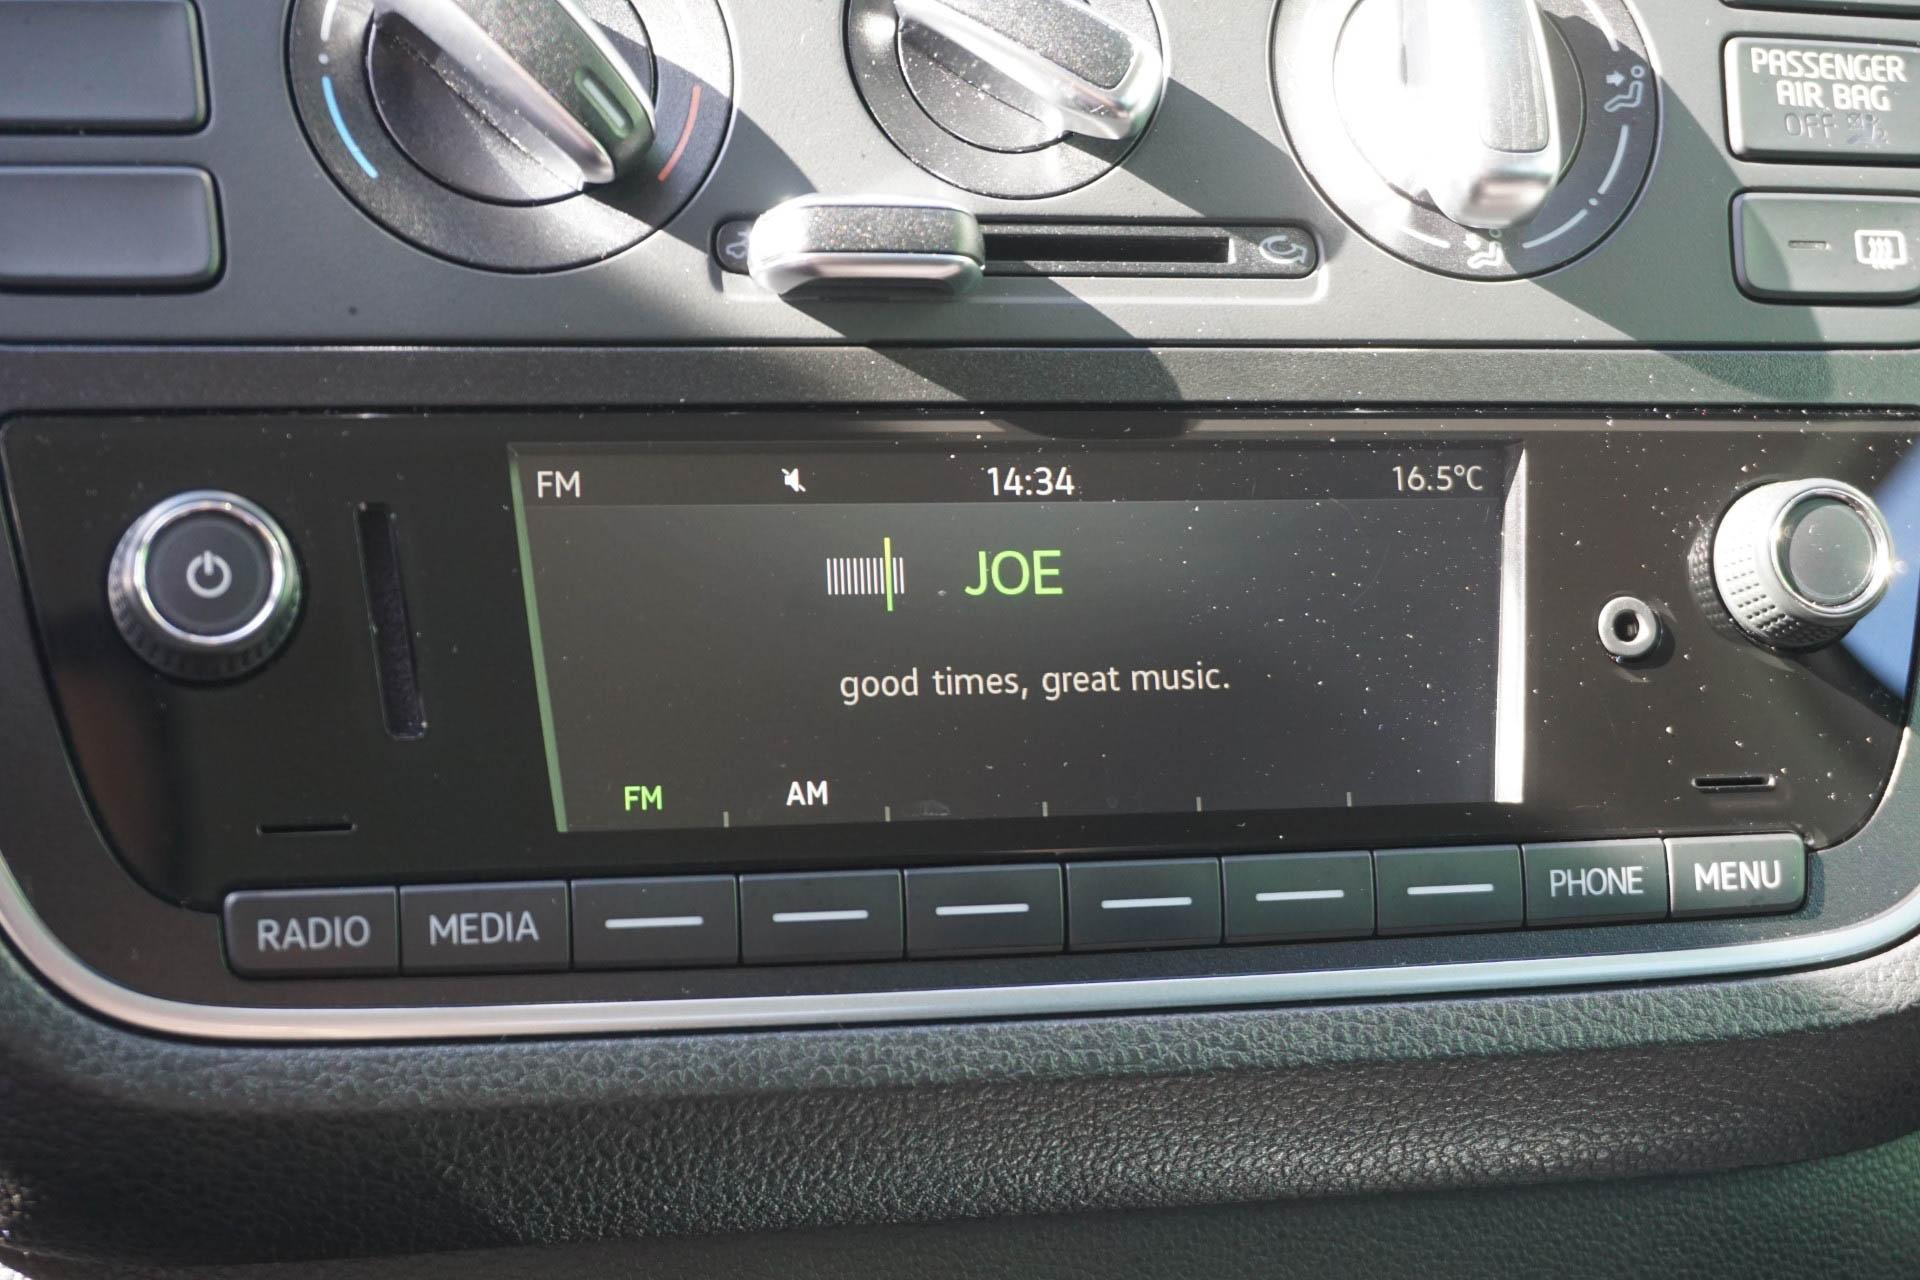 PASSENGER
AIR BAG
OFF
FM 14:34 16.5°C
JOE
good times, great music.
FM AM
RADIO MEDIA PHONE MENU